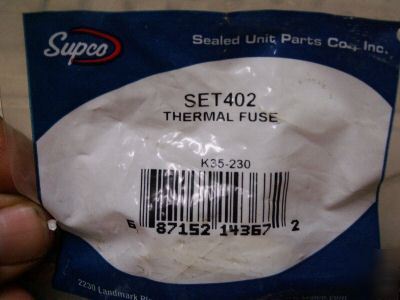 Supco
Sealed Unit Parts Co., Inc.
SET402
THERMAL FUSE
K35-230
6 87152 14367 2
2230 Landmark